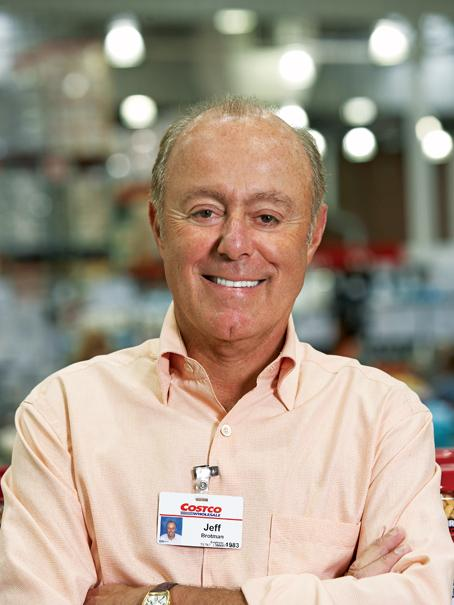 COSTCO
WHOLESALE
Jeff
Brotman
1983